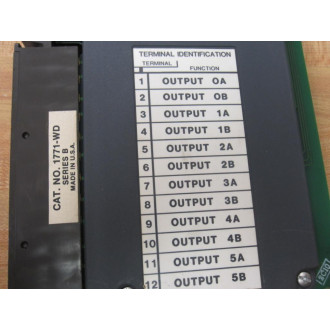 TERMINAL IDENTIFICATION
TERMINAL FUNCTION
1 OUTPUT 0A
2 OUTPUT 0B
3 OUTPUT 1A
4 OUTPUT 1B
5 OUTPUT 2A
6 OUTPUT 2B
7 OUTPUT 3A
8 OUTPUT 3B
9 OUTPUT 4A
10 OUTPUT 4B
11 OUTPUT 5A
12 OUTPUT 5B
CAT. NO. 1771-WD
SERIES B
MADE IN U.S.A.